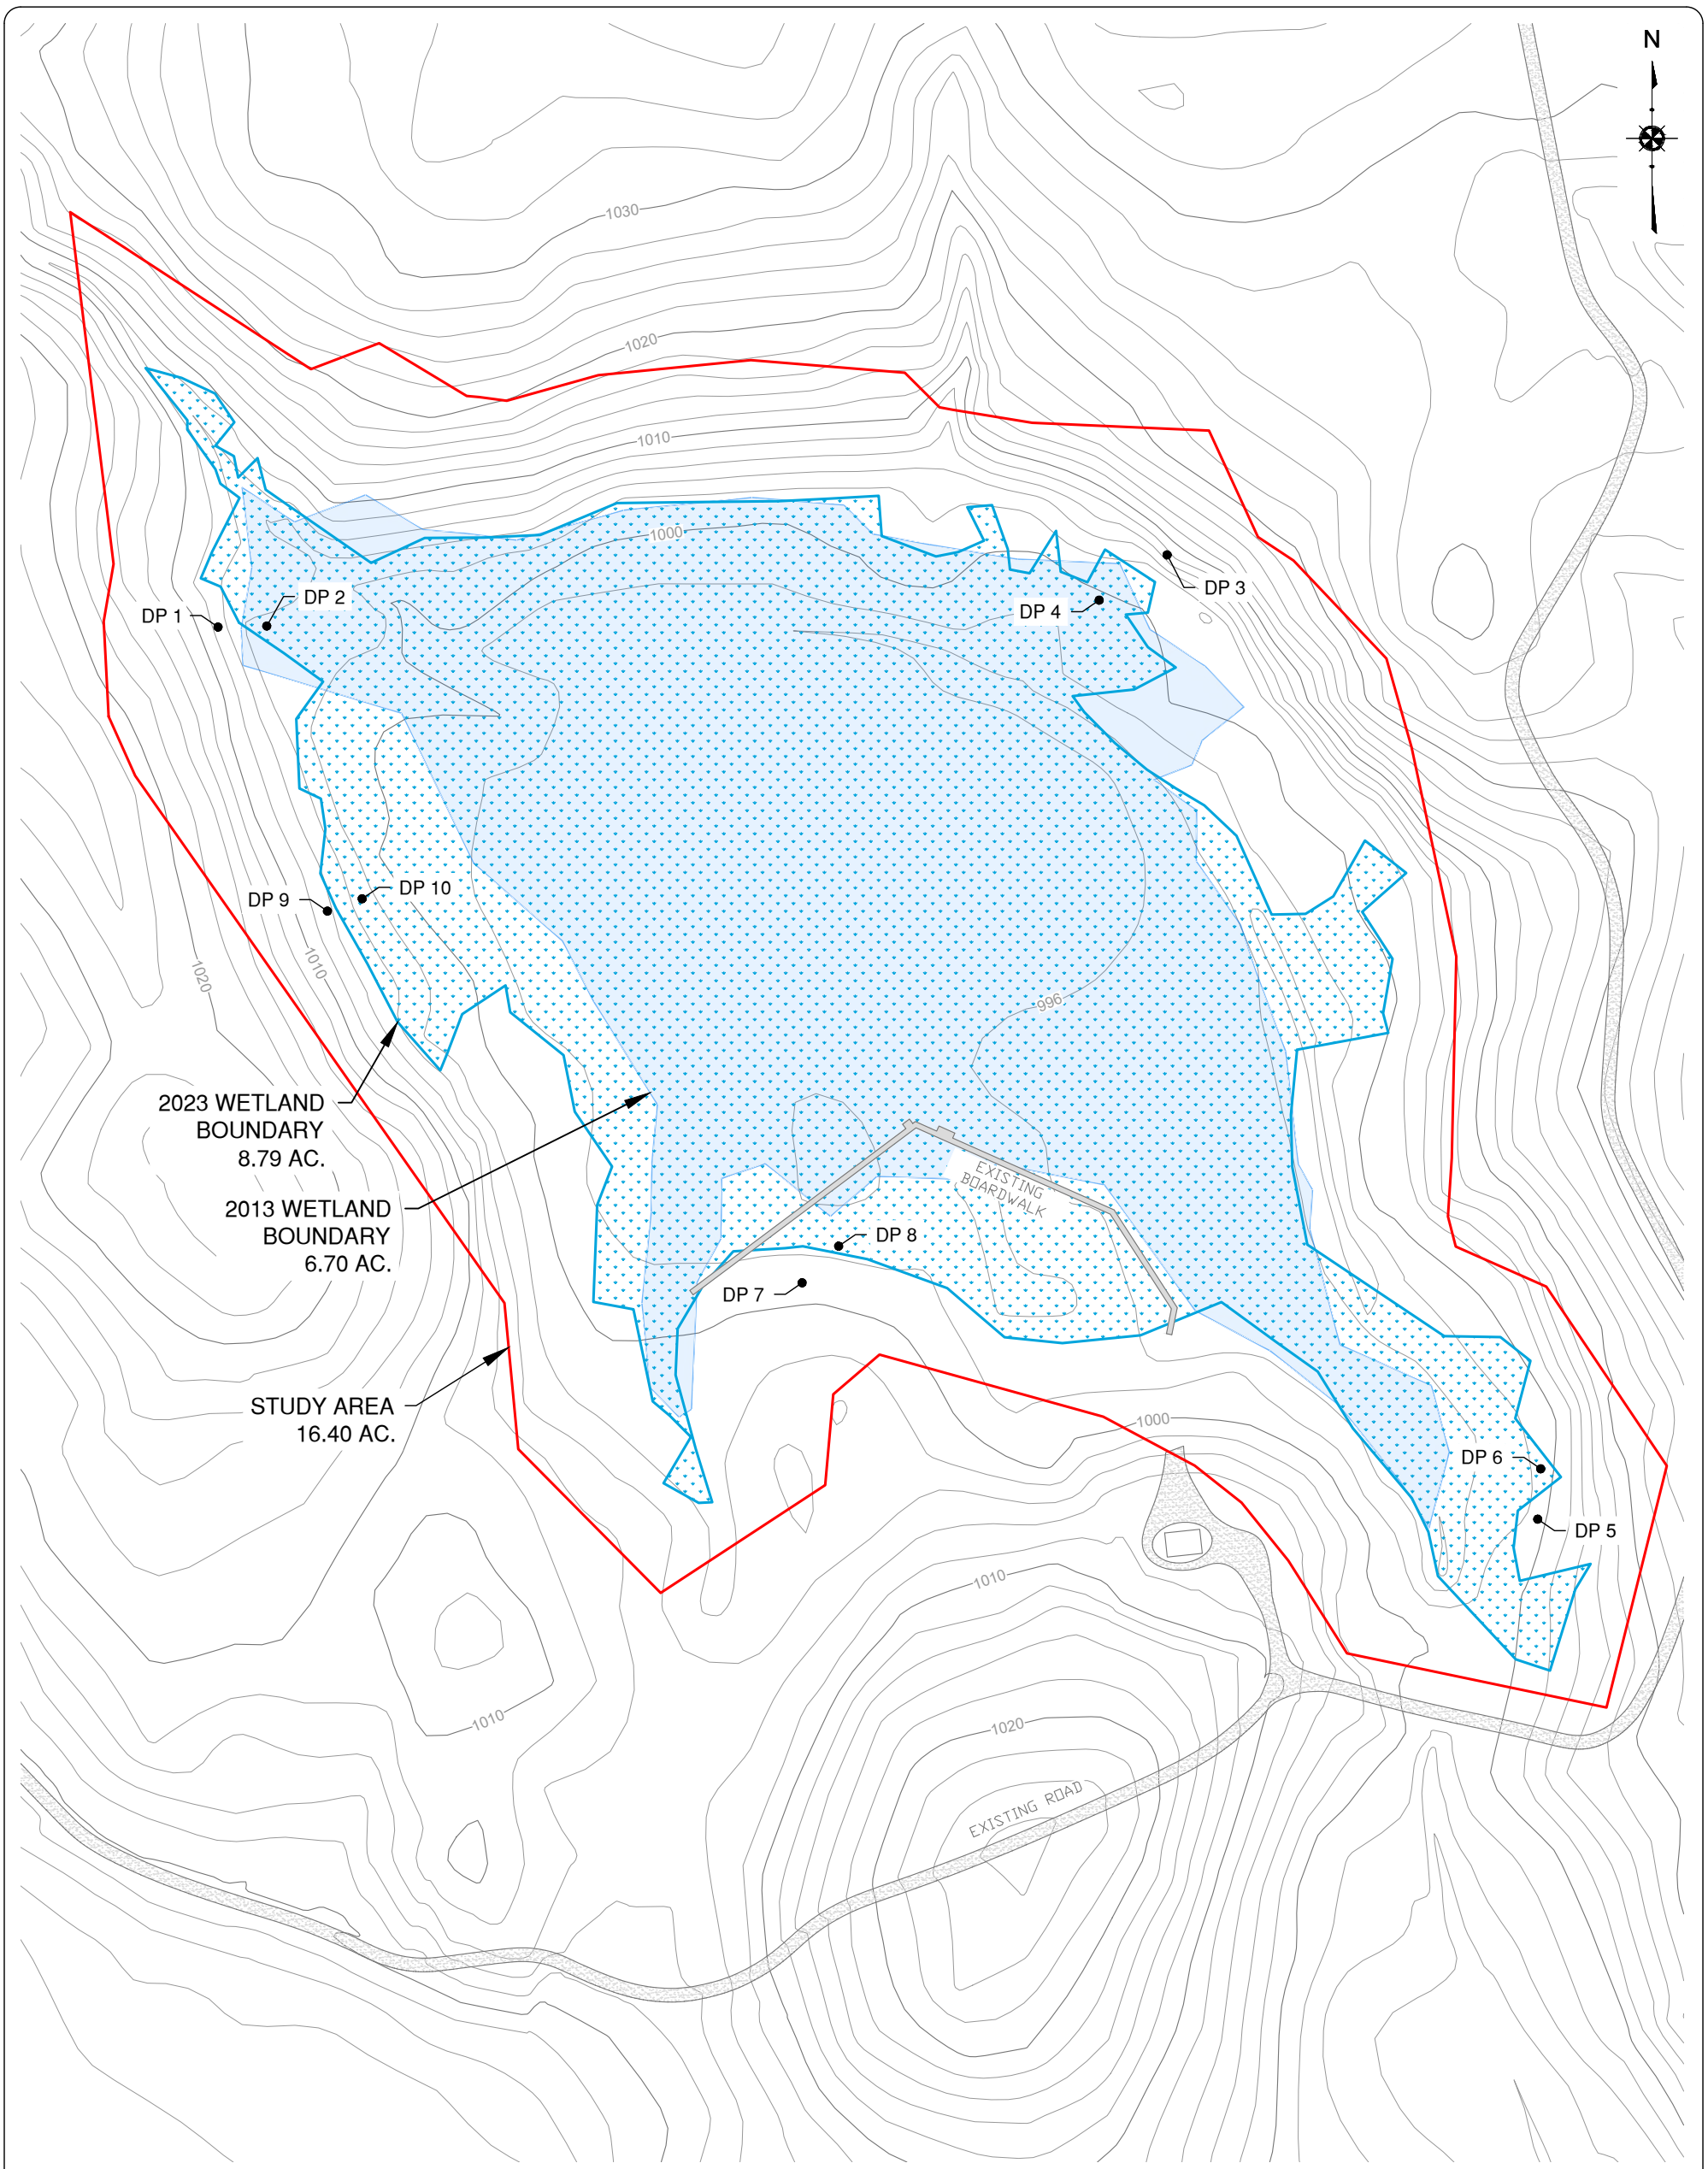 N
1030
1020
1010
1000
DP 2
DP 1
DP 3
DP 4
DP 10
DP 9
1020
1010
996
2023 WETLAND
BOUNDARY
8.79 AC.
2013 WETLAND
BOUNDARY
6.70 AC.
EXISTING
BOARDWALK
DP 8
DP 7
STUDY AREA
16.40 AC.
1000
DP 6
DP 5
1010
1010
1020
EXISTING ROAD